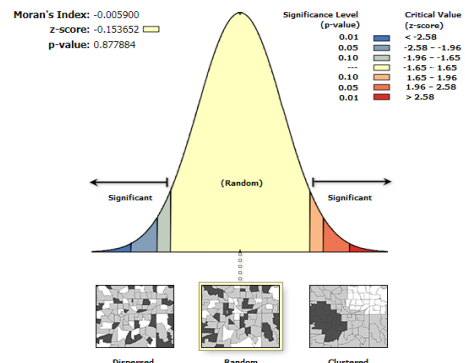 Moran's Index: -0.005900
z-score: -0.153652
p-value: 0.877884
Significance Level (p-value)
Critical Value (z-score)
0.01 < -2.58
0.05 -2.58 – -1.96
0.10 -1.96 – -1.65
--- -1.65 – 1.65
0.10 1.65 – 1.96
0.05 1.96 – 2.58
0.01 > 2.58
(Random)
Significant Significant
Dispersed Random Clustered